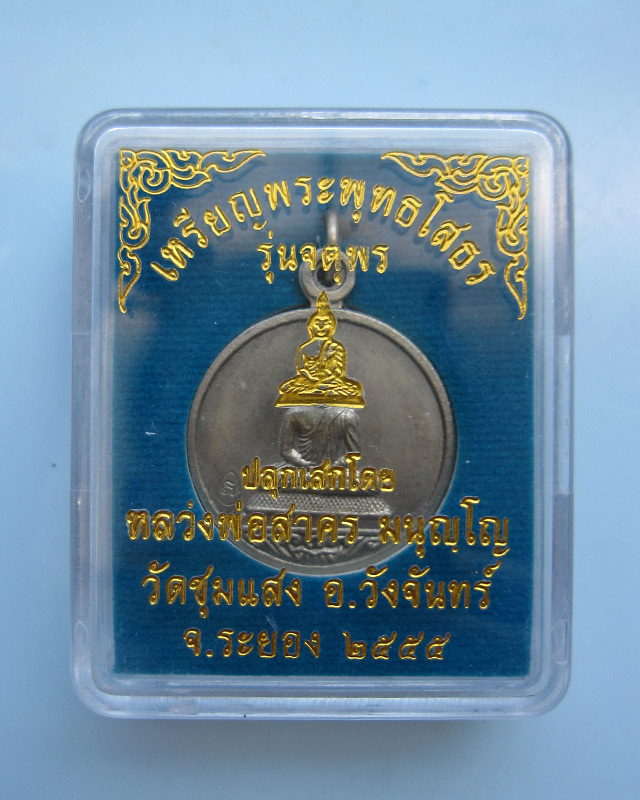 เหรียญพระพุทธโสธร
รุ่นจตุพร
ปลุกเสกโดย
หลวงพ่อสาคร มนุญฺโญ
วัดชุมแสง อ.วังจันทร์
จ.ระยอง ๒๕๕๕